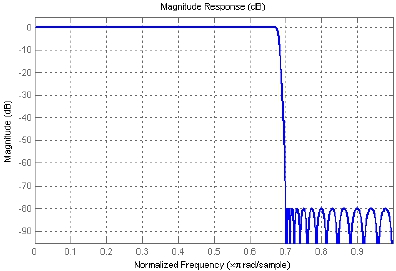 Magnitude Response (dB)
0
-10
-20
-30
-40
-50
-60
-70
-80
-90
Magnitude (dB)
0 0.1 0.2 0.3 0.4 0.5 0.6 0.7 0.8 0.9
Normalized Frequency (×π rad/sample)